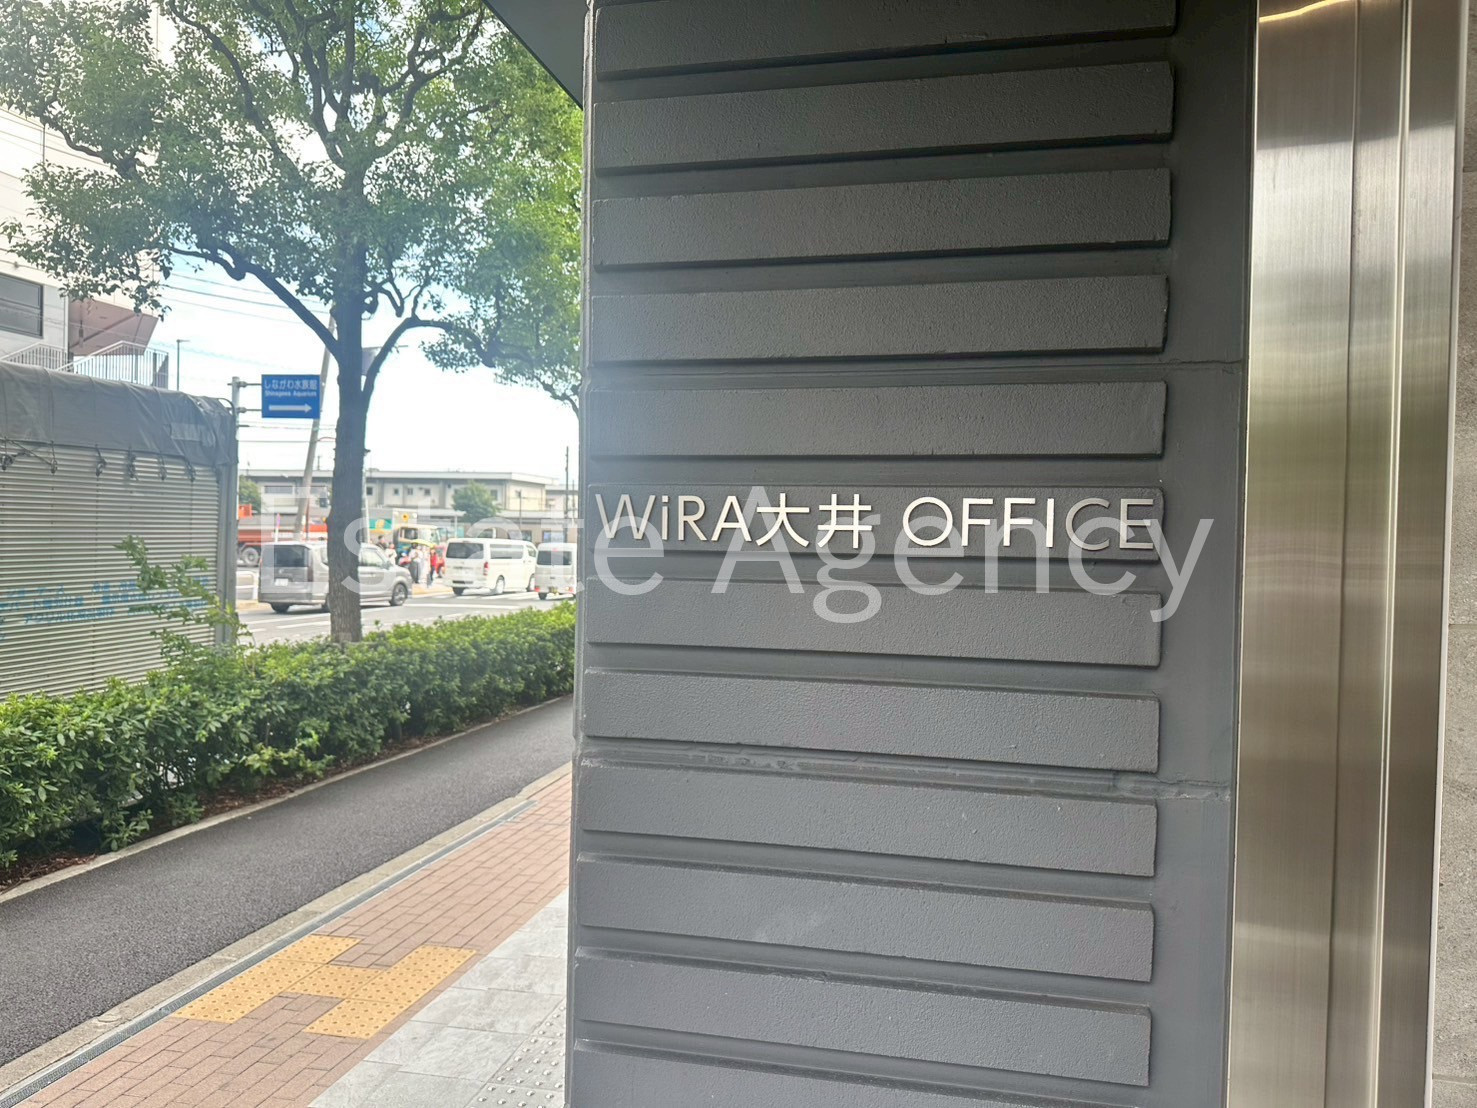 しながわ水族館
Shinagawa Aquarium
WiRA大井 OFFICE
Estate Agency